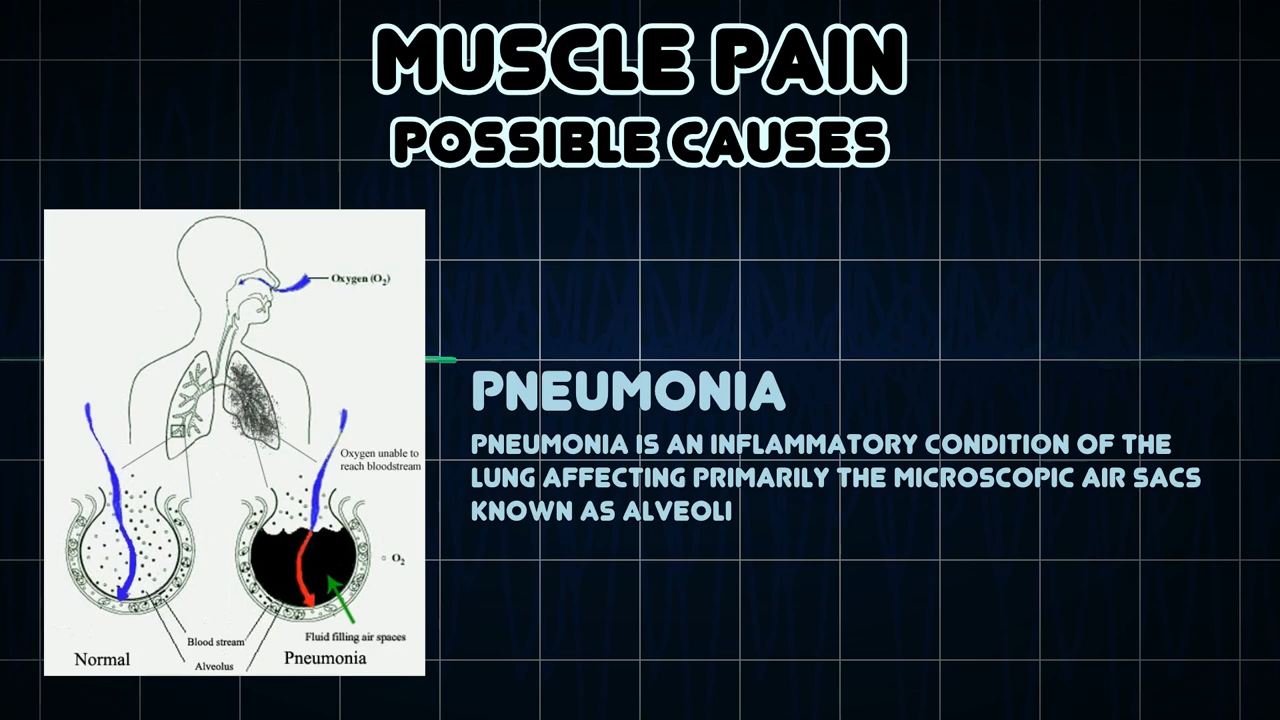 MUSCLE PAIN
POSSIBLE CAUSES
Oxygen (O₂)
Oxygen unable to
reach bloodstream
O₂
Blood stream
Fluid filling air spaces
Normal
Alveolus
Pneumonia
PNEUMONIA
PNEUMONIA IS AN INFLAMMATORY CONDITION OF THE
LUNG AFFECTING PRIMARILY THE MICROSCOPIC AIR SACS
KNOWN AS ALVEOLI